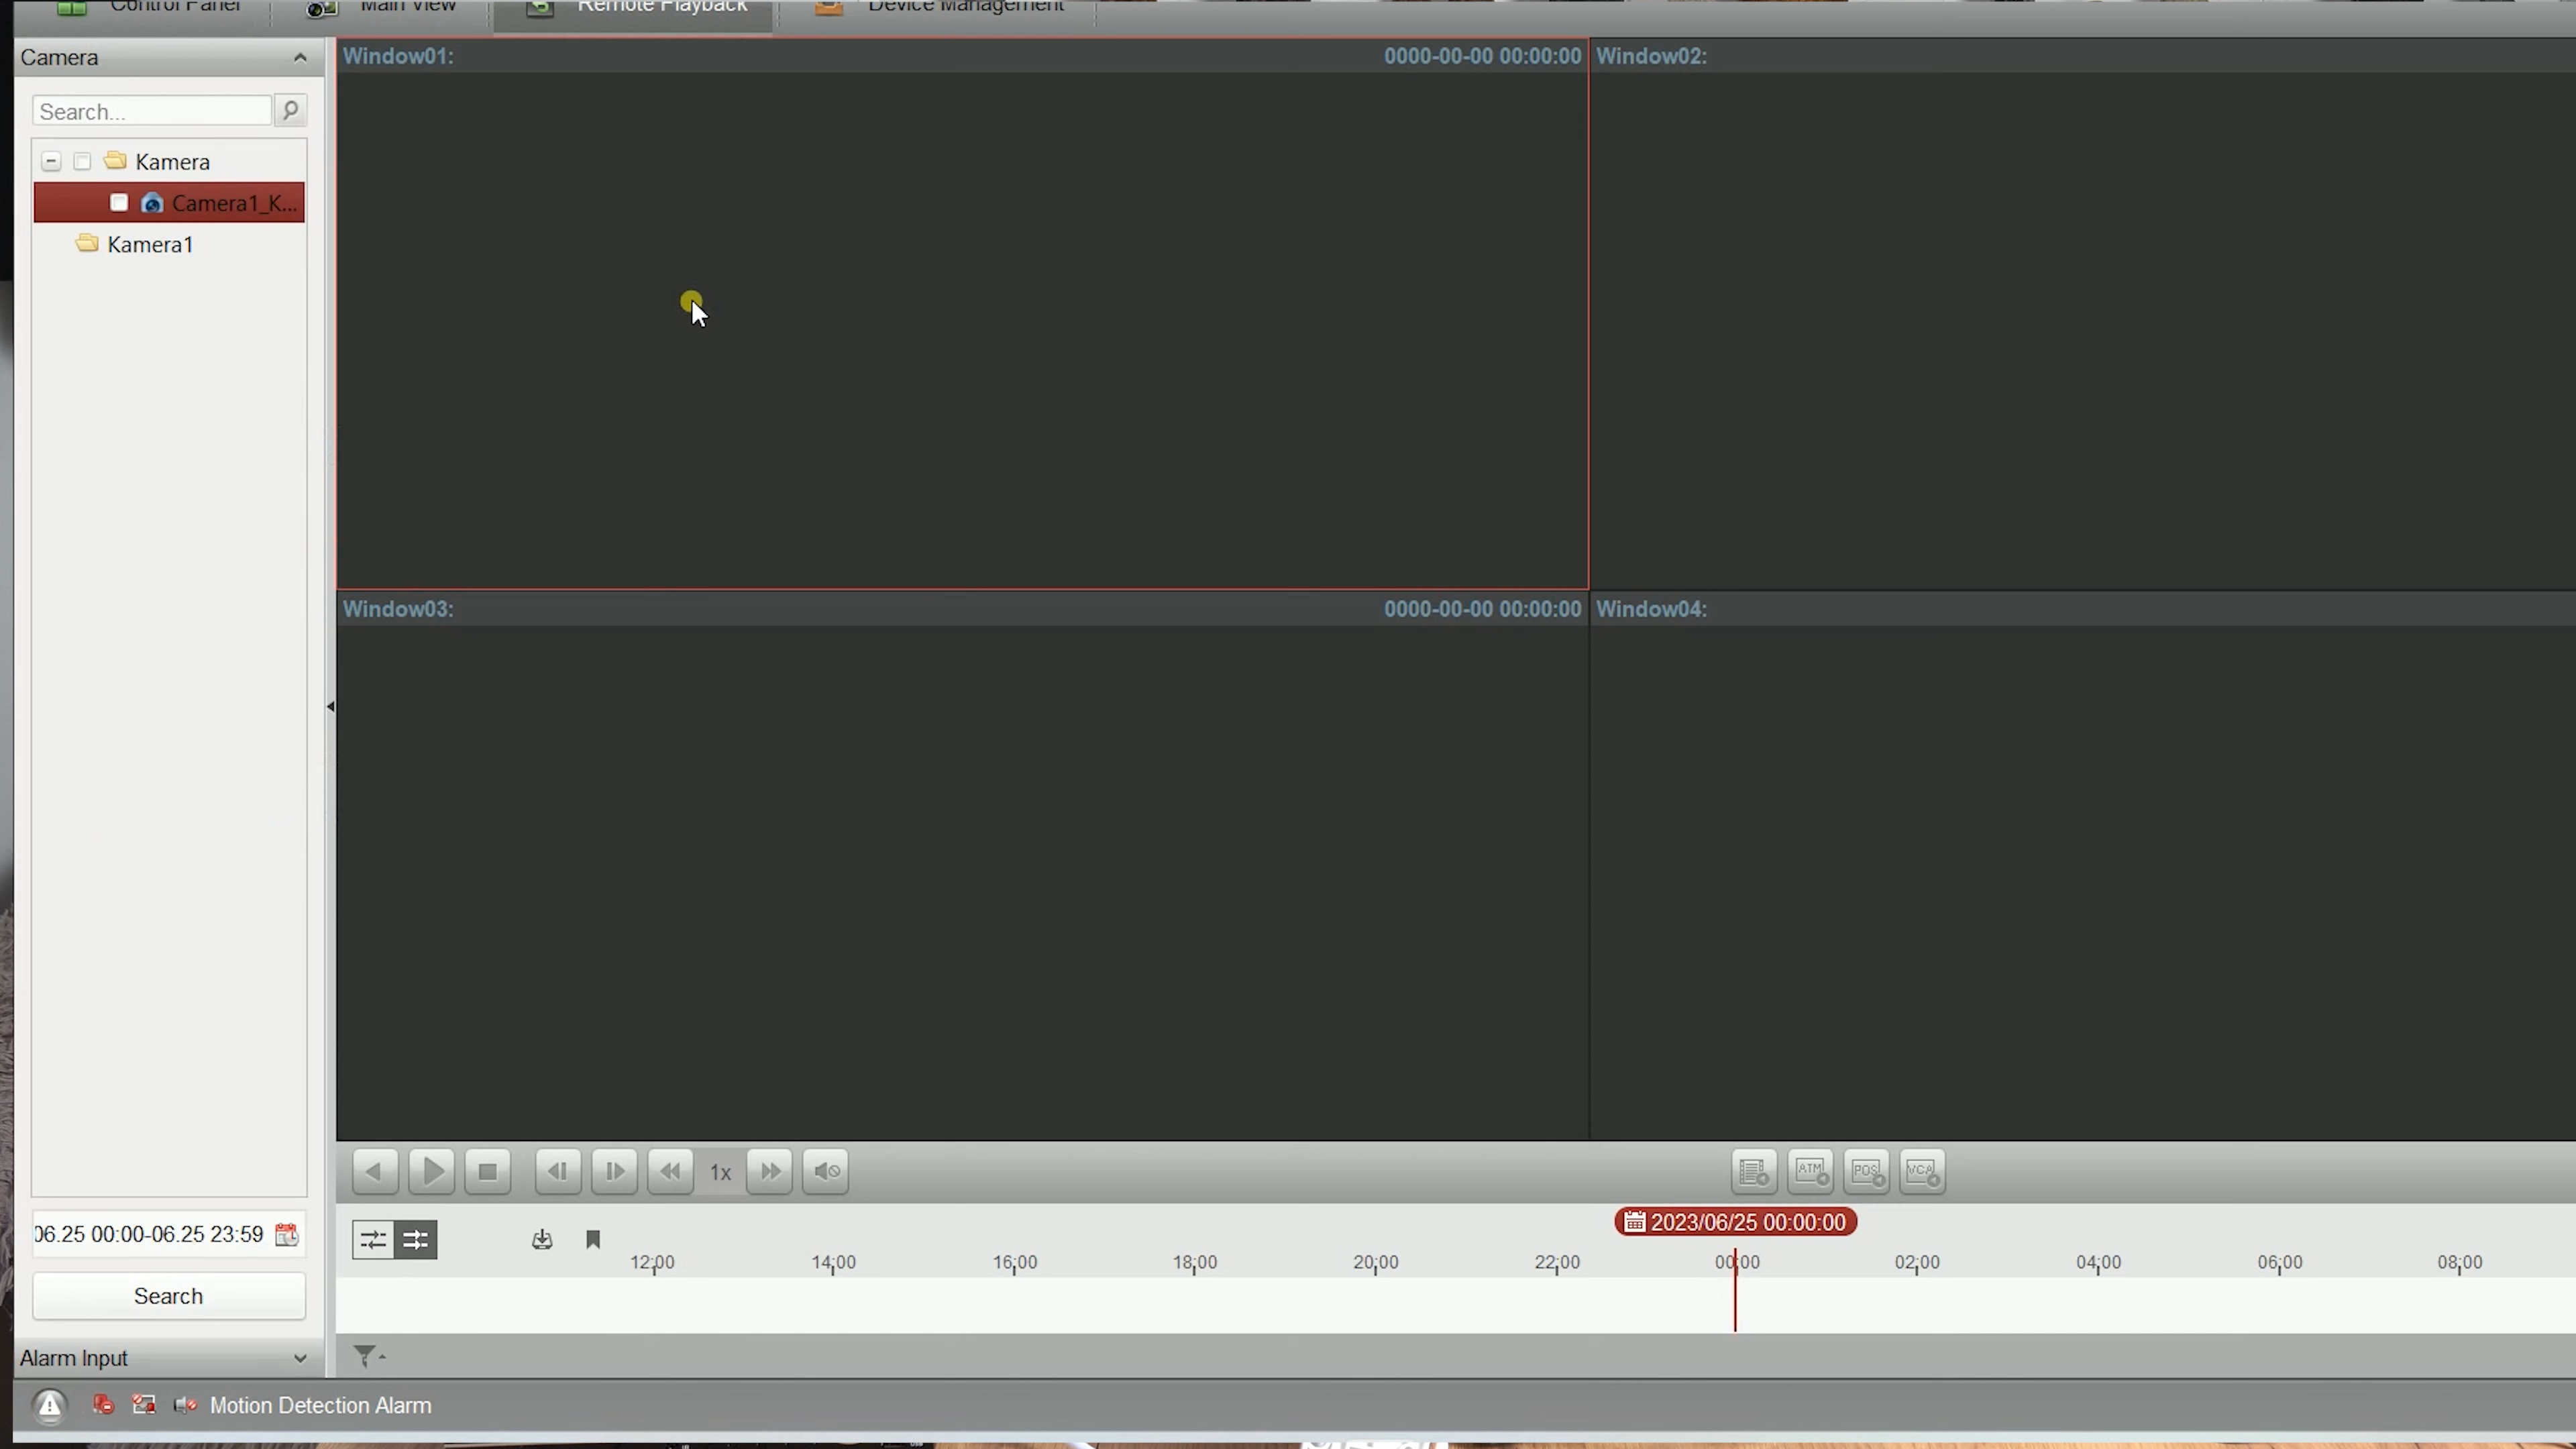 Control Panel
Main View
Remote Playback
Device Management
Camera
Search...
Kamera
Camera1_K...
Kamera1
Window01:
0000-00-00 00:00:00
Window02:
Window03:
0000-00-00 00:00:00
Window04:
1x
ATM
POS
VCA
06.25 00:00-06.25 23:59
2023/06/25 00:00:00
12:00
14:00
16:00
18:00
20:00
22:00
00:00
02:00
04:00
06:00
08:00
Search
Alarm Input
Motion Detection Alarm